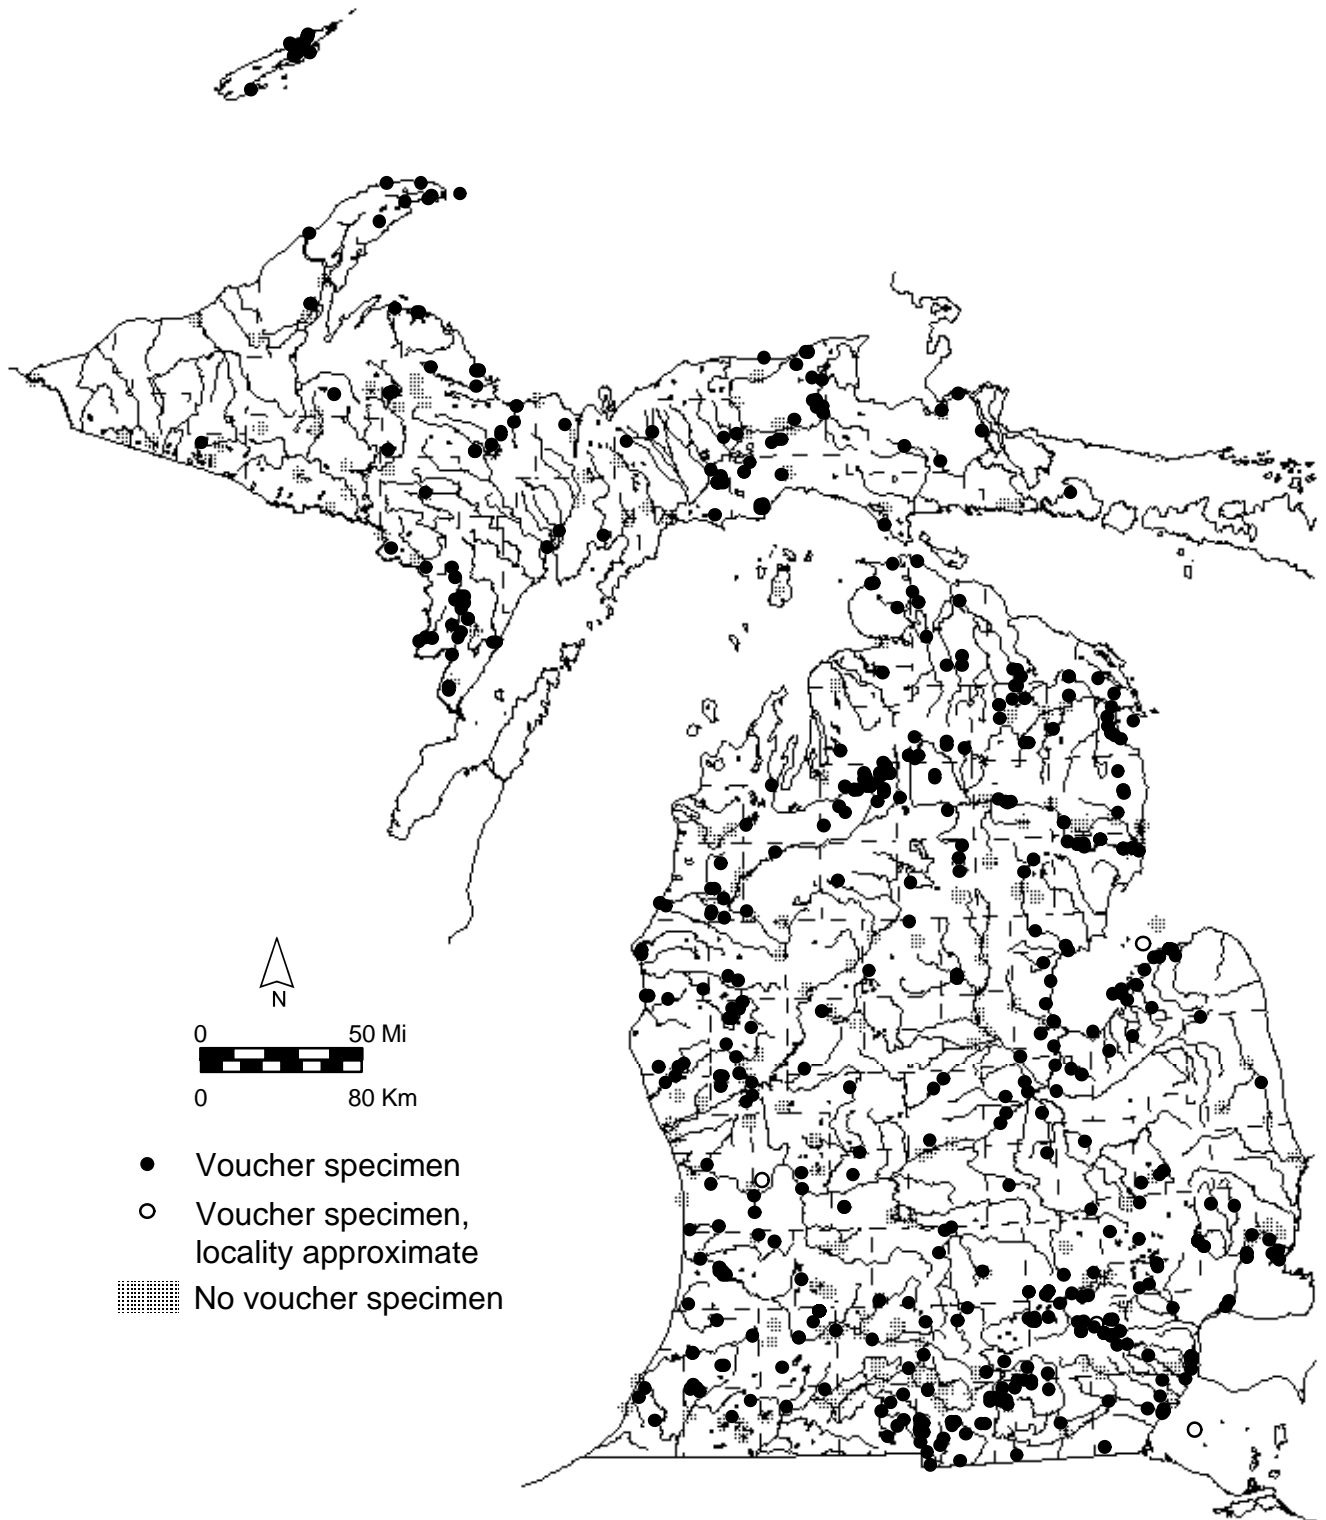 N
0 50 Mi
0 80 Km
Voucher specimen
Voucher specimen,
locality approximate
No voucher specimen